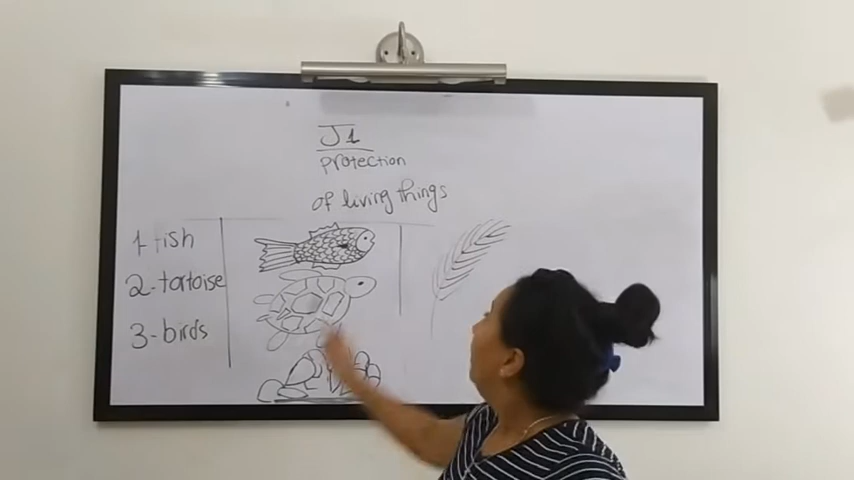 J1
Protection
of living things
1-fish
2-tortoise
3-birds